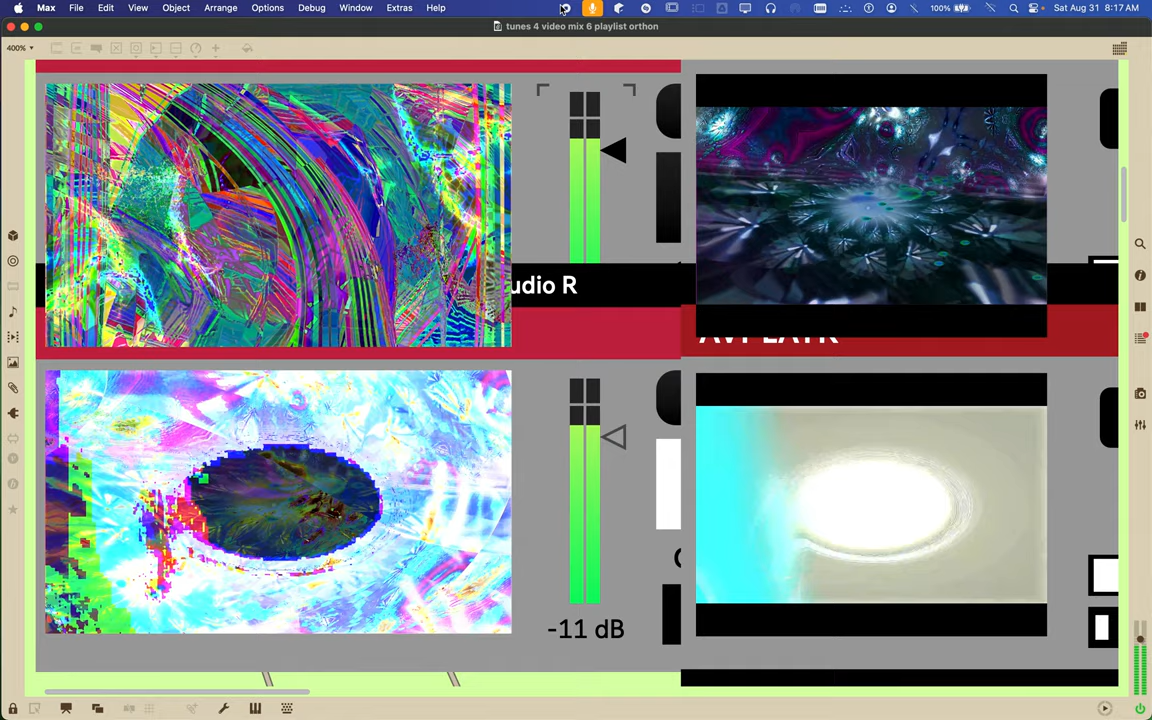 Max File Edit View Object Arrange Options Debug Window Extras Help 100% Sat Aug 31 8:17 AM
tunes 4 video mix 6 playlist orthon
400%
udio R
-11 dB